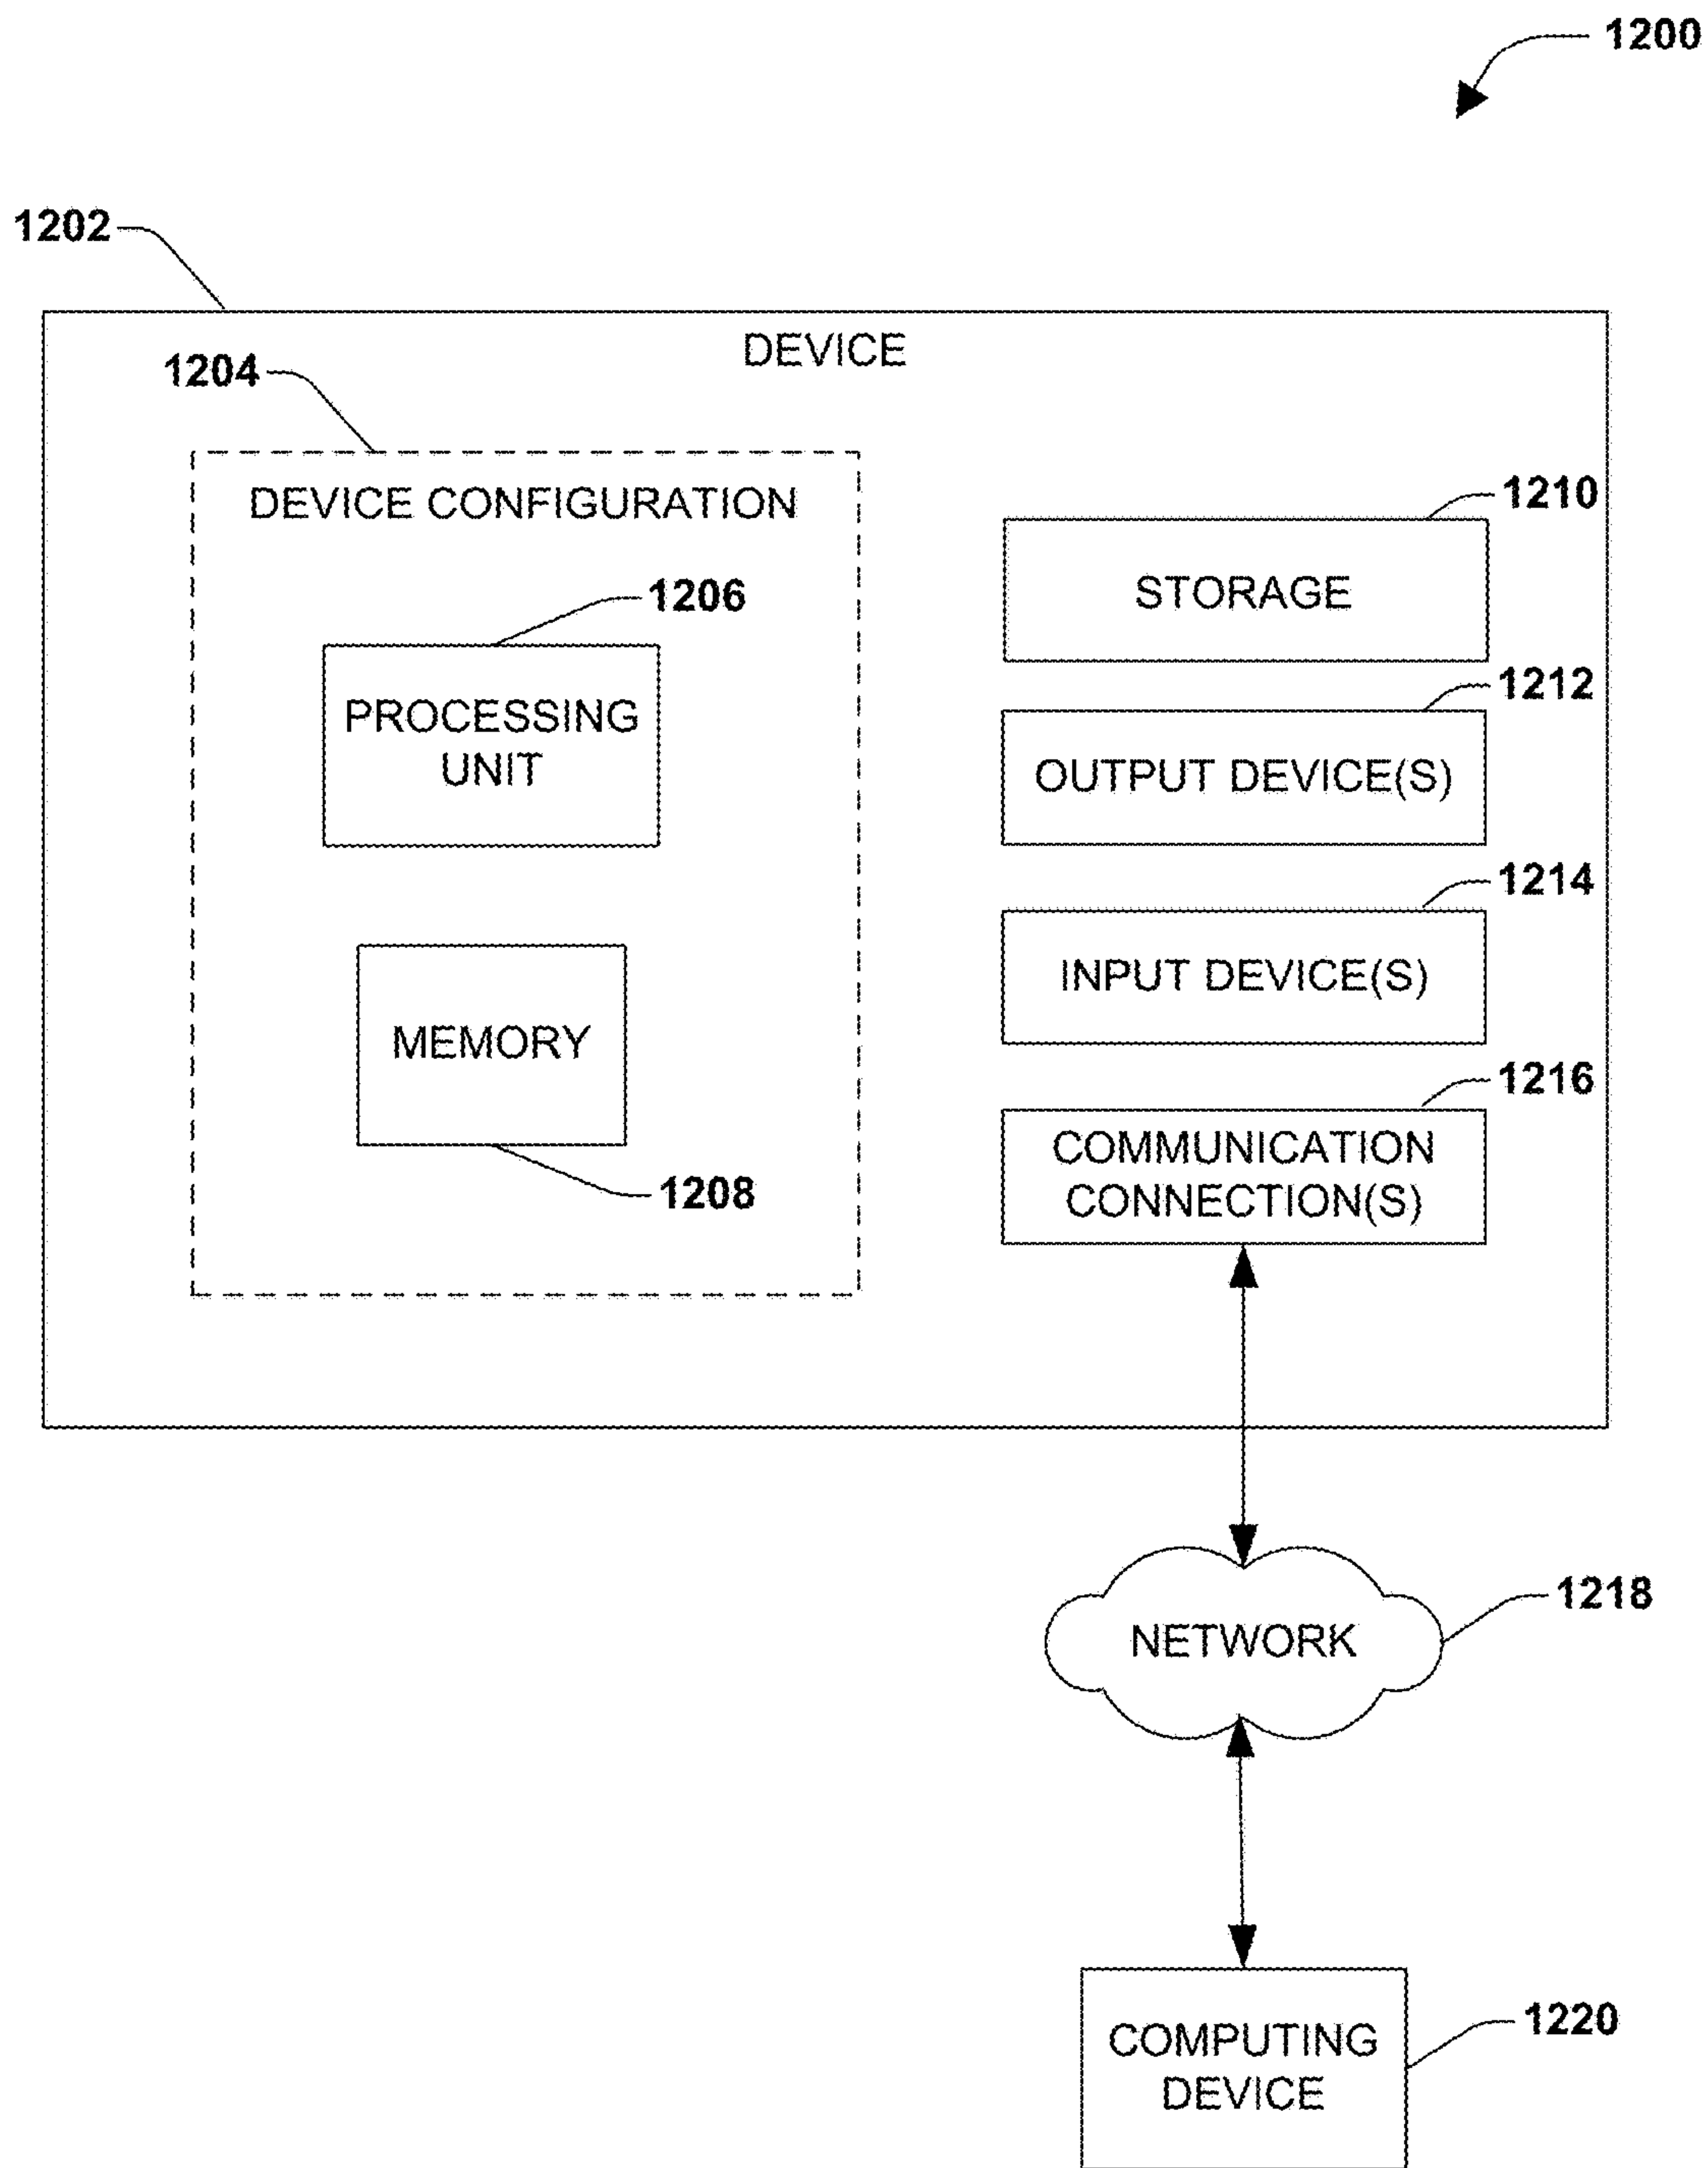 1200
1202
DEVICE
1204
DEVICE CONFIGURATION
1210
STORAGE
1206
PROCESSING
UNIT
1212
OUTPUT DEVICE(S)
1214
INPUT DEVICE(S)
MEMORY
1208
1216
COMMUNICATION
CONNECTION(S)
1218
NETWORK
1220
COMPUTING
DEVICE